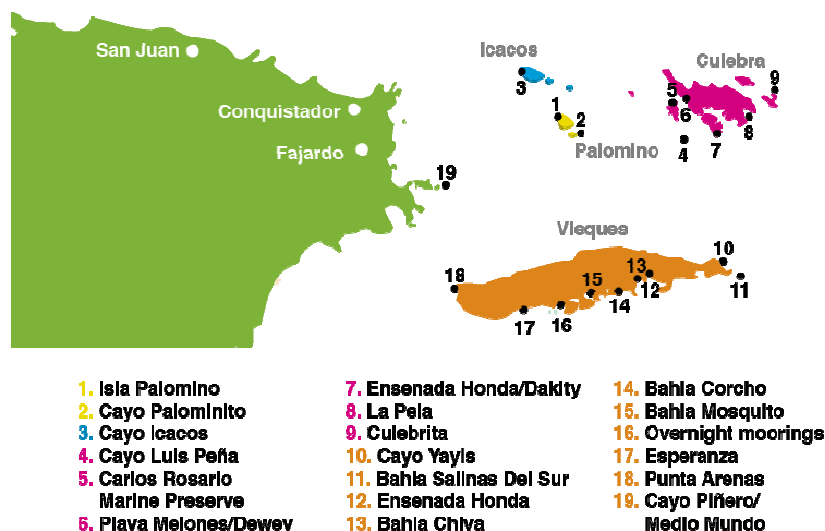 San Juan
Conquistador
Fajardo
19
Icacos
3
1
2
Palomino
Culebra
9
5
6
8
7
4
Vieques
10
13
18
15
12
11
14
16
17
1. Isla Palomino
2. Cayo Palominito
3. Cayo Icacos
4. Cayo Luis Peña
5. Carlos Rosario
Marine Preserve
6. Playa Melones/Dewey
7. Ensenada Honda/Dakity
8. La Pela
9. Culebrita
10. Cayo Yayis
11. Bahia Salinas Del Sur
12. Ensenada Honda
13. Bahia Chiva
14. Bahia Corcho
15. Bahia Mosquito
16. Overnight moorings
17. Esperanza
18. Punta Arenas
19. Cayo Piñero/
Medio Mundo